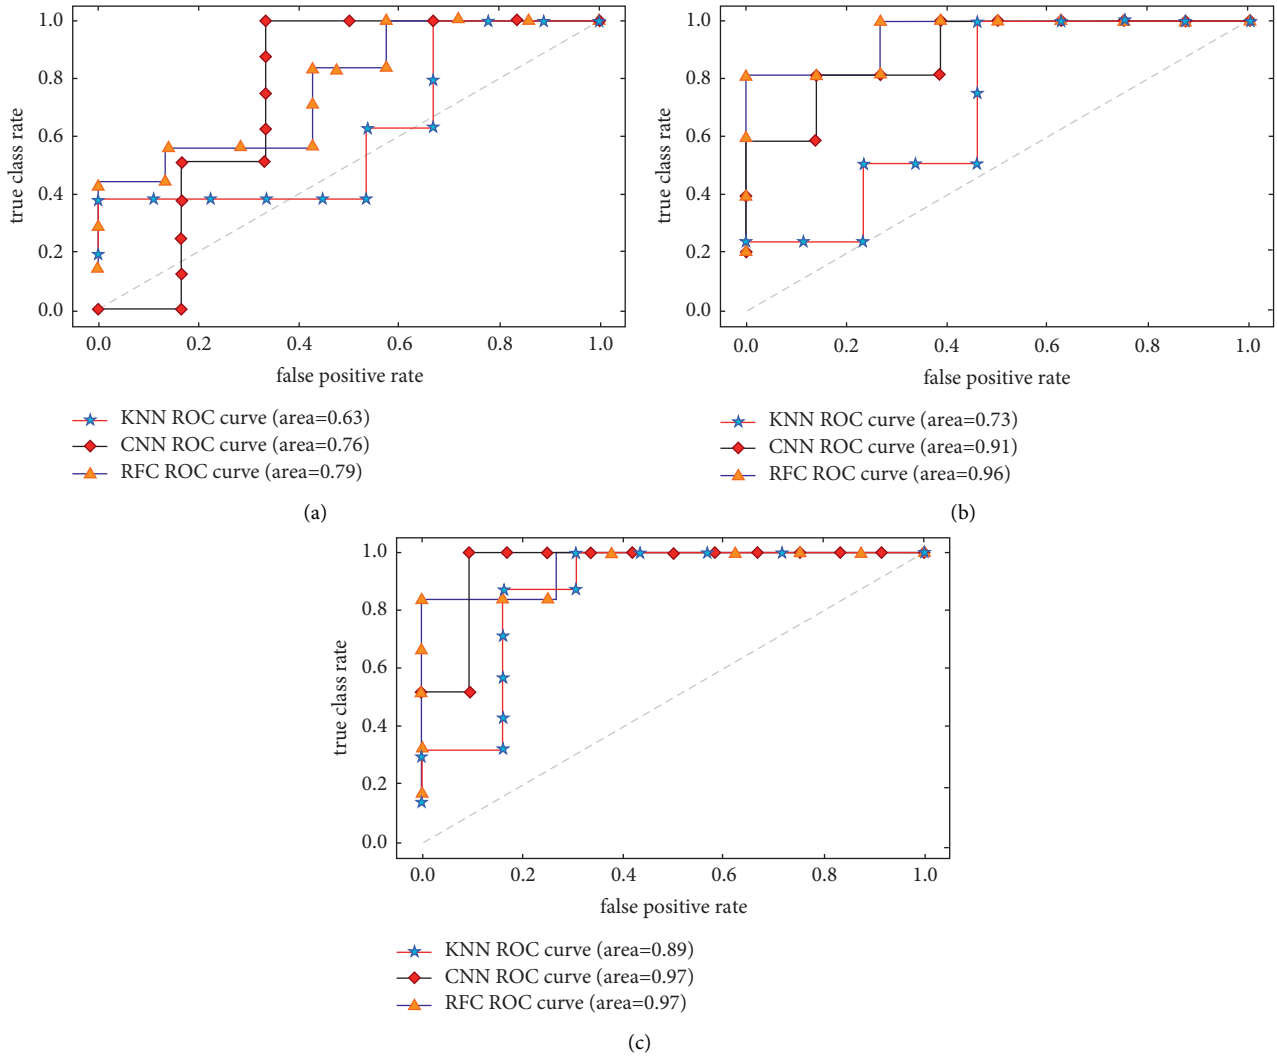 1.0
0.8
0.6
0.4
0.2
0.0
true class rate
0.0 0.2 0.4 0.6 0.8 1.0
false positive rate
KNN ROC curve (area=0.63)
CNN ROC curve (area=0.76)
RFC ROC curve (area=0.79)
(a)
1.0
0.8
0.6
0.4
0.2
0.0
true class rate
0.0 0.2 0.4 0.6 0.8 1.0
false positive rate
KNN ROC curve (area=0.73)
CNN ROC curve (area=0.91)
RFC ROC curve (area=0.96)
(b)
1.0
0.8
0.6
0.4
0.2
0.0
true class rate
0.0 0.2 0.4 0.6 0.8 1.0
false positive rate
KNN ROC curve (area=0.89)
CNN ROC curve (area=0.97)
RFC ROC curve (area=0.97)
(c)